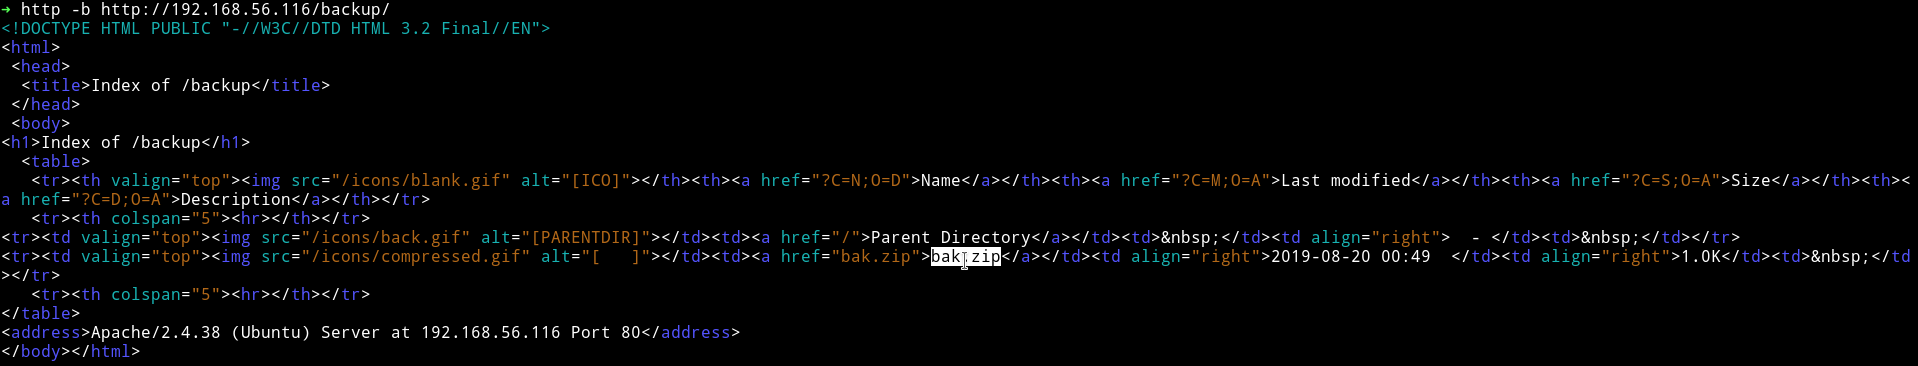 ➜ http -b http://192.168.56.116/backup/
<!DOCTYPE HTML PUBLIC "-//W3C//DTD HTML 3.2 Final//EN">
<html>
 <head>
  <title>Index of /backup</title>
 </head>
 <body>
<h1>Index of /backup</h1>
  <table>
   <tr><th valign="top"><img src="/icons/blank.gif" alt="[ICO]"></th><th><a href="?C=N;O=D">Name</a></th><th><a href="?C=M;O=A">Last modified</a></th><th><a href="?C=S;O=A">Size</a></th><th><
a href="?C=D;O=A">Description</a></th></tr>
   <tr><th colspan="5"><hr></th></tr>
<tr><td valign="top"><img src="/icons/back.gif" alt="[PARENTDIR]"></td><td><a href="/">Parent Directory</a></td><td>&nbsp;</td><td align="right">  - </td><td>&nbsp;</td></tr>
<tr><td valign="top"><img src="/icons/compressed.gif" alt="[   ]"></td><td><a href="bak.zip">bak.zip</a></td><td align="right">2019-08-20 00:49  </td><td align="right">1.0K</td><td>&nbsp;</td
></tr>
   <tr><th colspan="5"><hr></th></tr>
</table>
<address>Apache/2.4.38 (Ubuntu) Server at 192.168.56.116 Port 80</address>
</body></html>